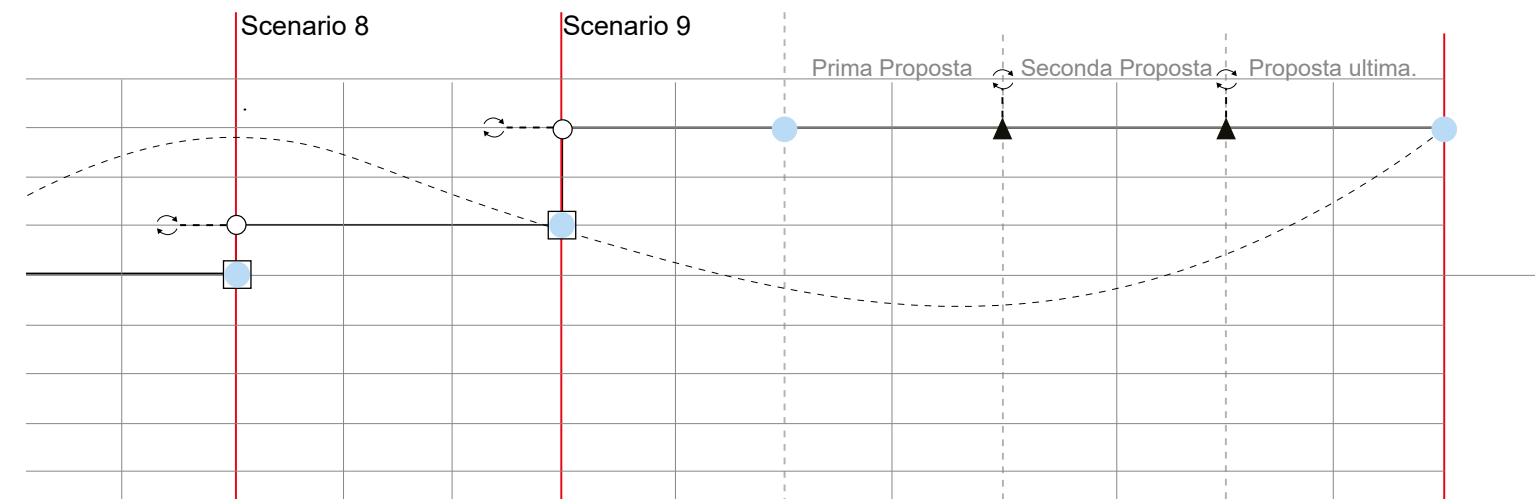 Scenario 8
Scenario 9
Prima Proposta
Seconda Proposta
Proposta ultima.